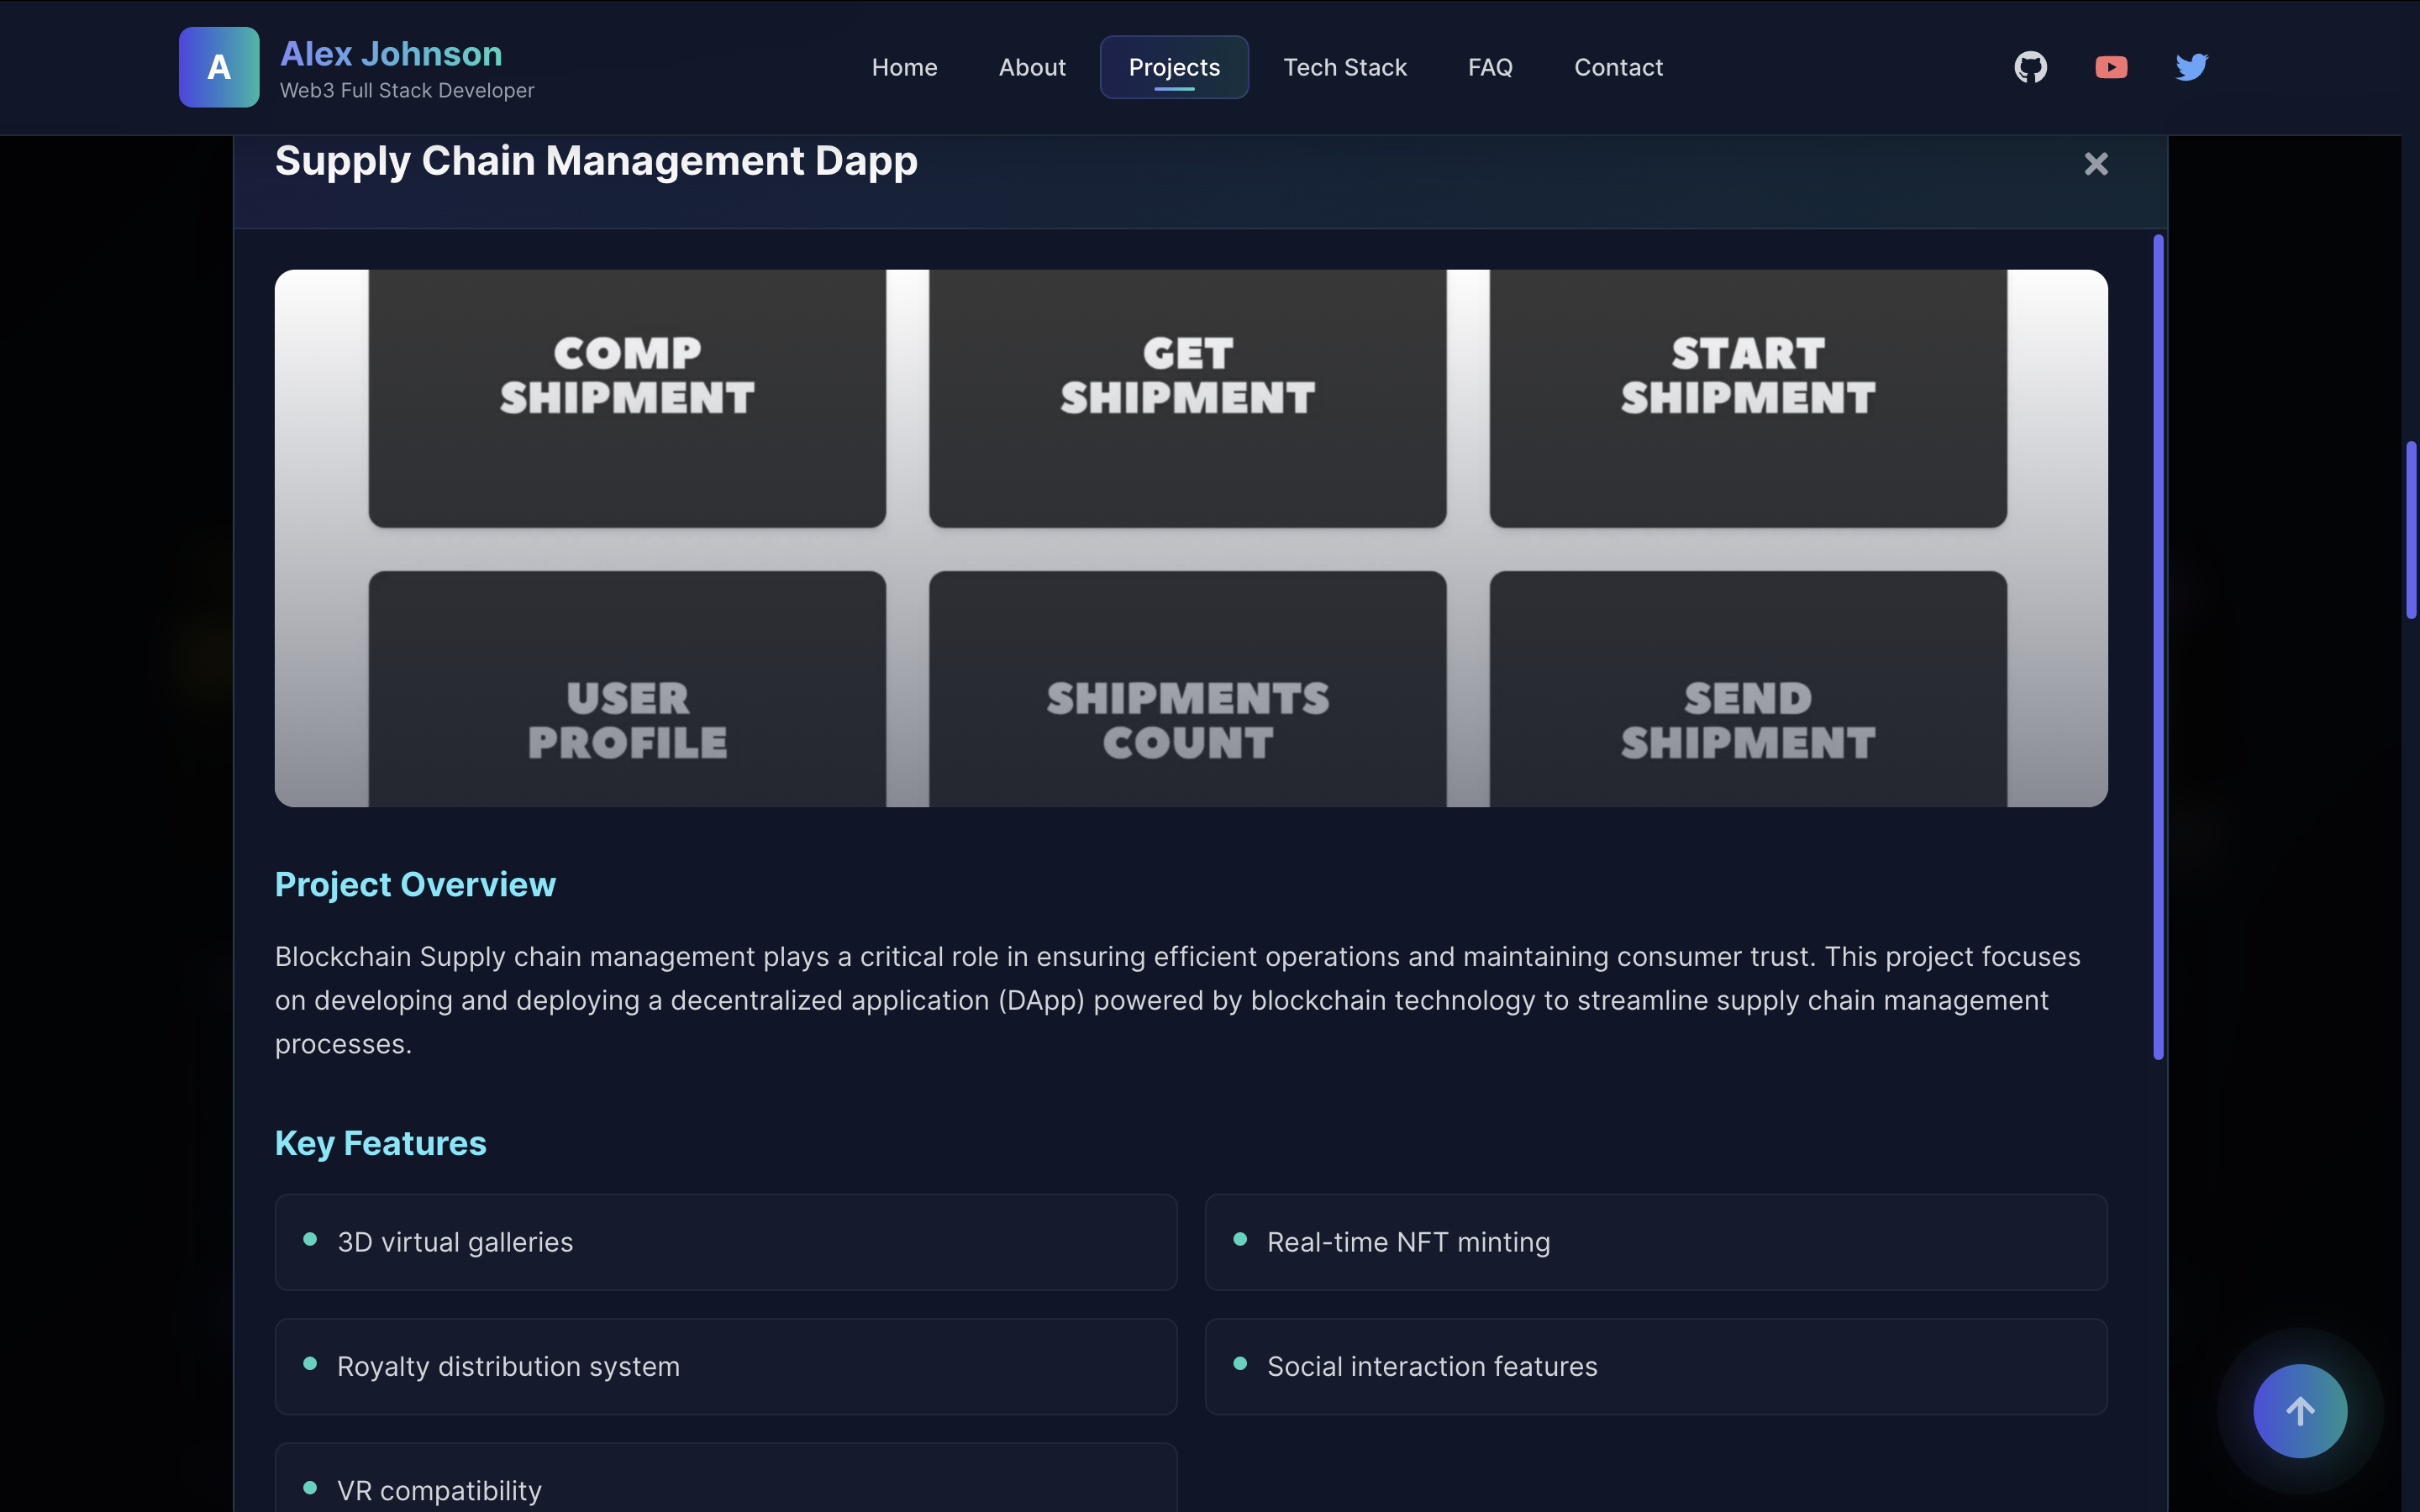 A
Alex Johnson
Web3 Full Stack Developer
Home
About
Projects
Tech Stack
FAQ
Contact
Supply Chain Management Dapp
COMP
SHIPMENT
GET
SHIPMENT
START
SHIPMENT
USER
PROFILE
SHIPMENTS
COUNT
SEND
SHIPMENT
Project Overview
Blockchain Supply chain management plays a critical role in ensuring efficient operations and maintaining consumer trust. This project focuses
on developing and deploying a decentralized application (DApp) powered by blockchain technology to streamline supply chain management
processes.
Key Features
3D virtual galleries
Real-time NFT minting
Royalty distribution system
Social interaction features
VR compatibility